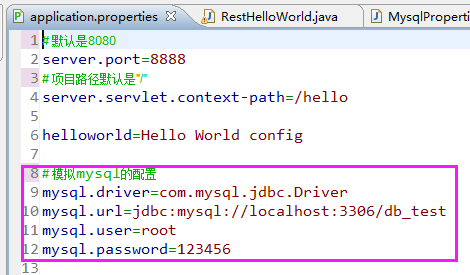 application.properties
RestHelloWorld.java
MysqlPrope
1 #默认是8080
2 server.port=8888
3 #项目路径默认是"/"
4 server.servlet.context-path=/hello
5
6 helloworld=Hello World config
7
8 #模拟mysql的配置
9 mysql.driver=com.mysql.jdbc.Driver
10 mysql.url=jdbc:mysql://localhost:3306/db_test
11 mysql.user=root
12 mysql.password=123456
13